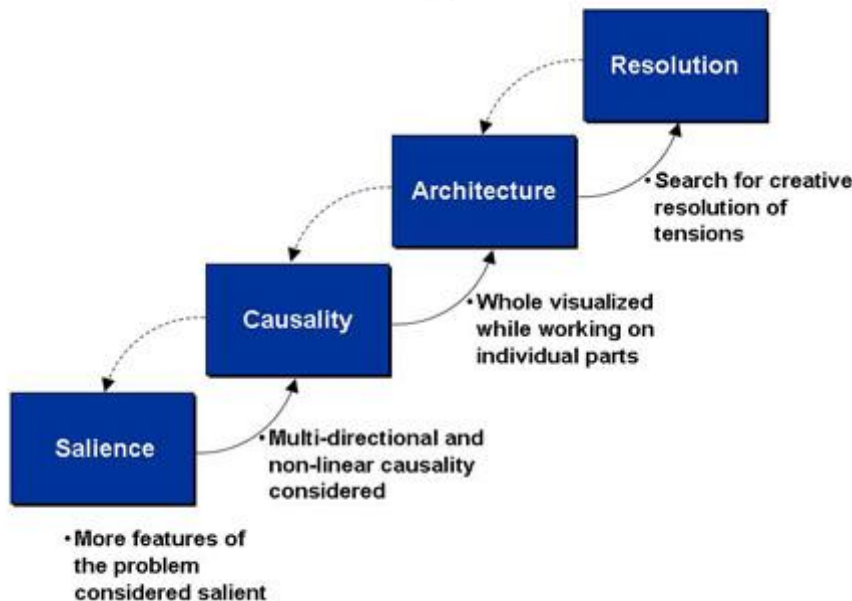 Resolution
Architecture
• Search for creative
resolution of
tensions
Causality
• Whole visualized
while working on
individual parts
Salience
• Multi-directional and
non-linear causality
considered
• More features of
the problem
considered salient